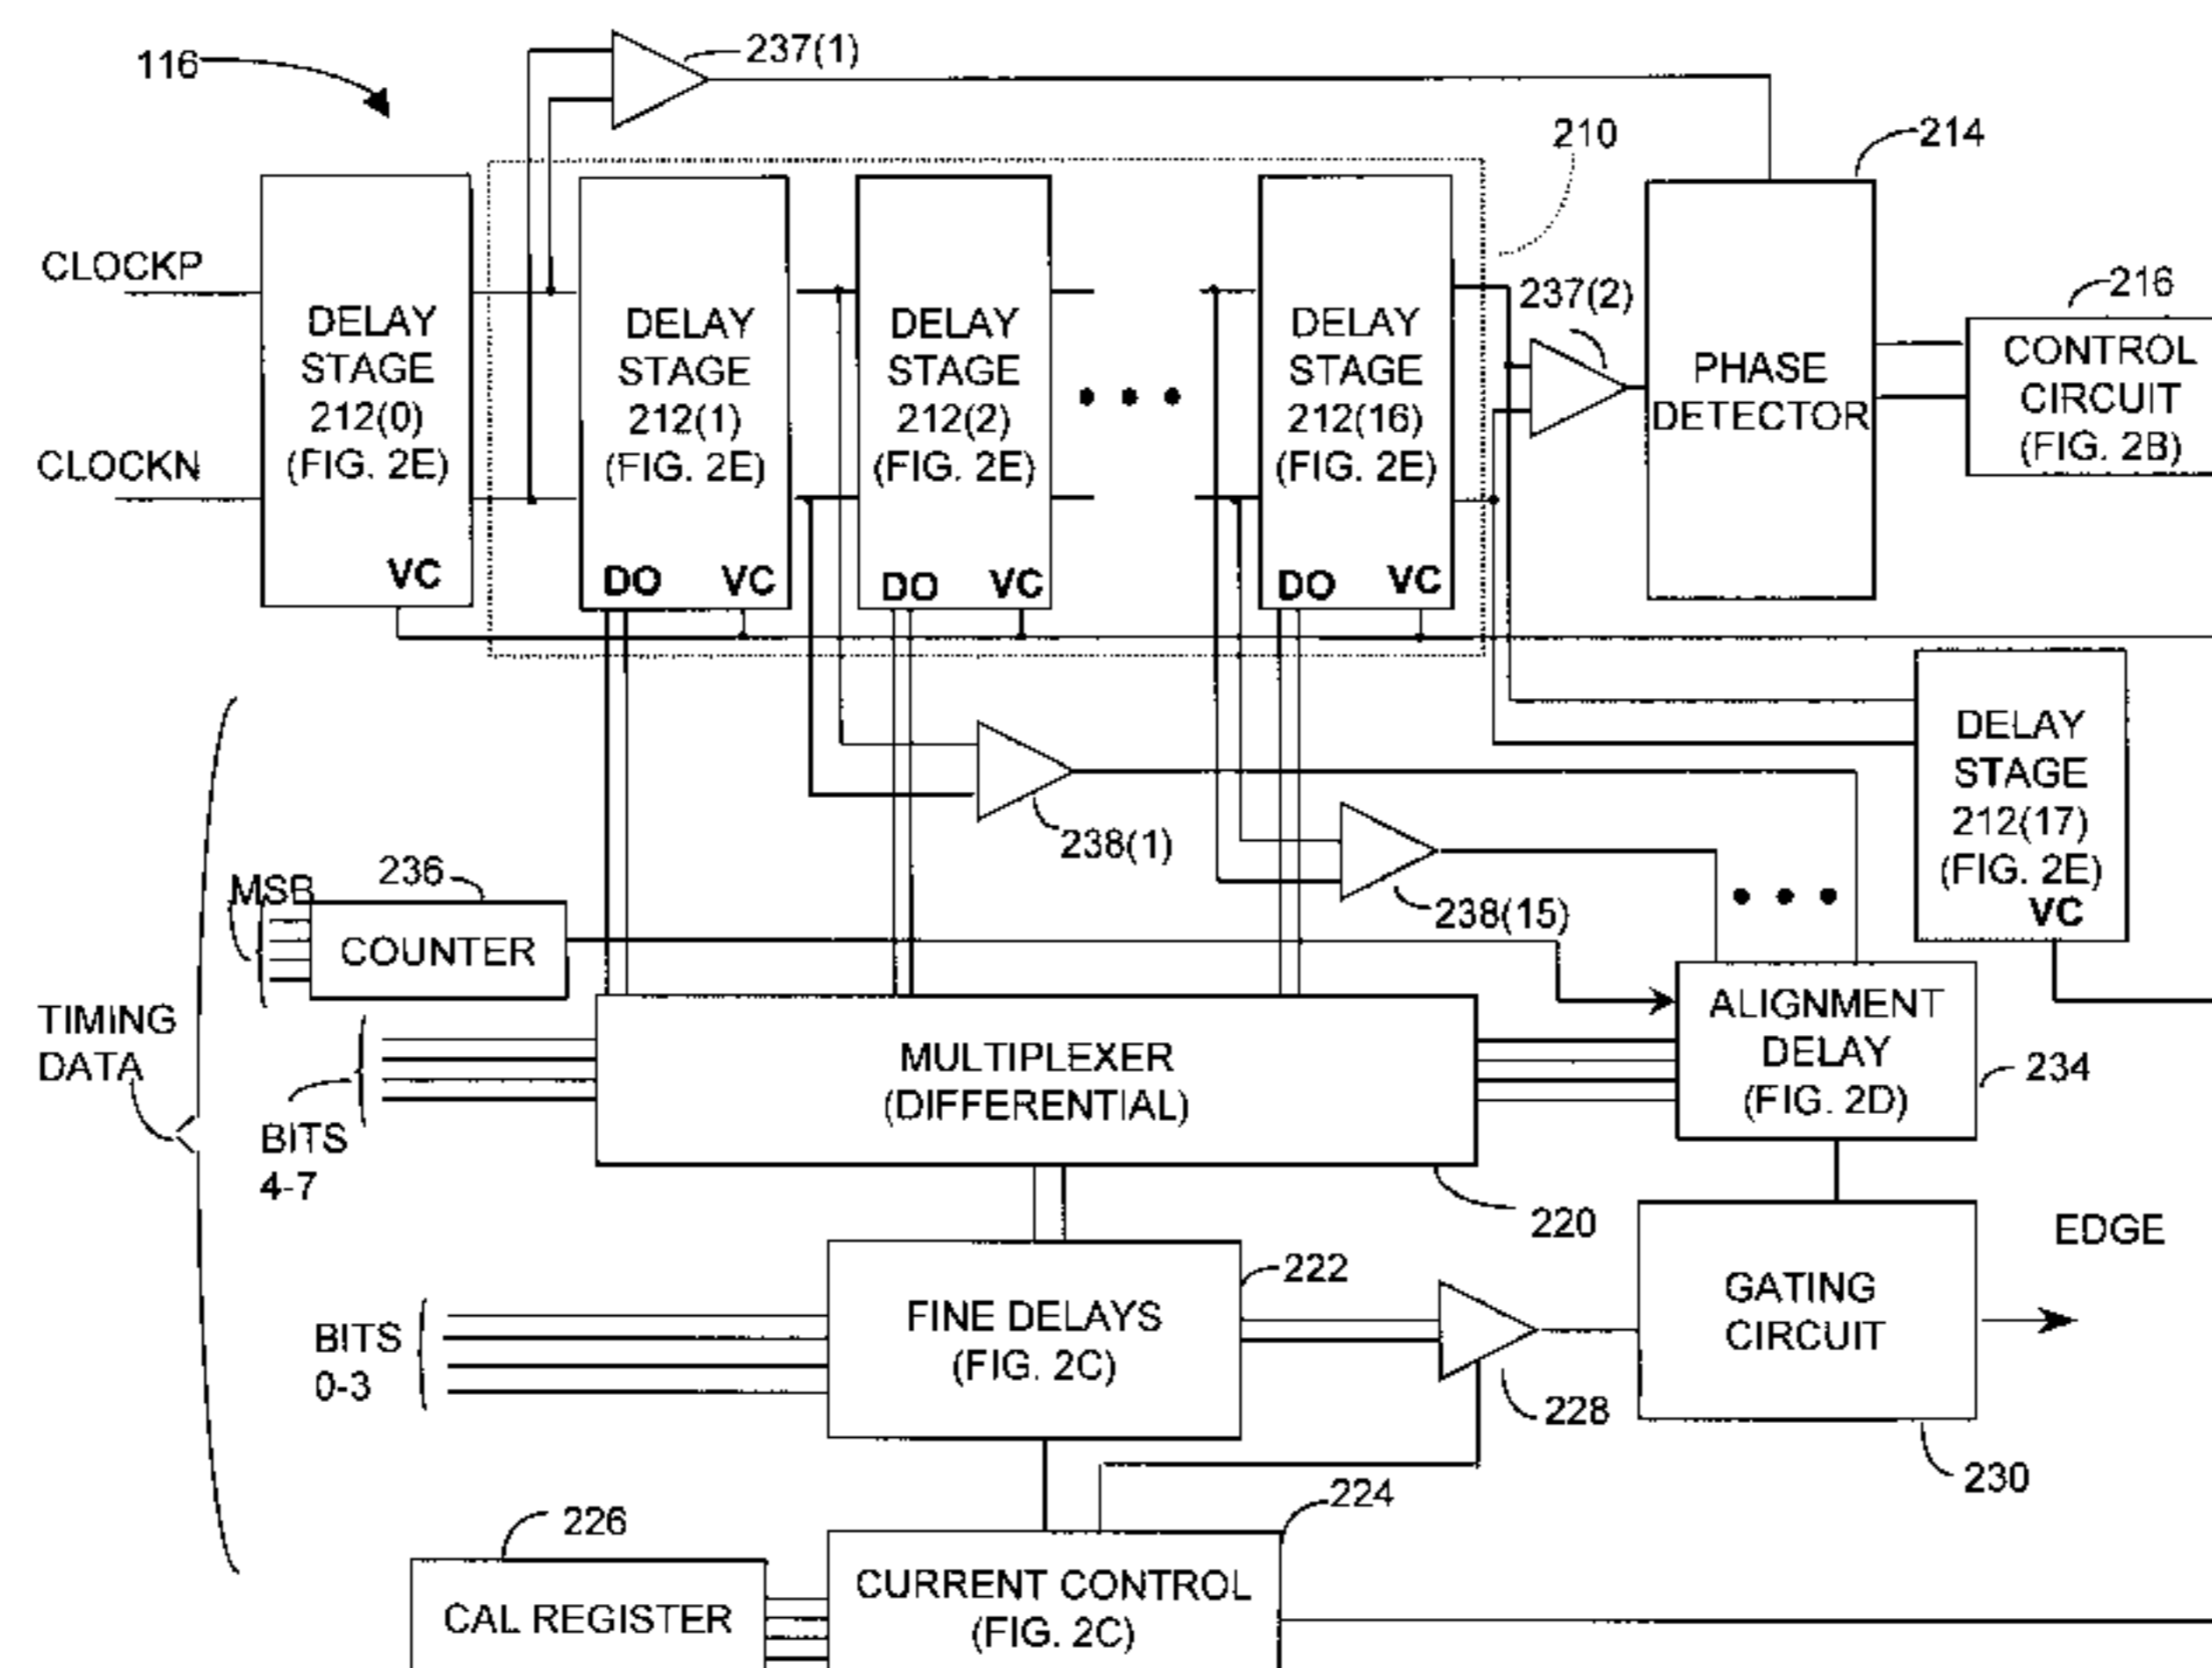 116
237(1)
210
214
CLOCKP
CLOCKN
DELAY
STAGE
212(0)
(FIG. 2E)
VC
DELAY
STAGE
212(1)
(FIG. 2E)
DO VC
DELAY
STAGE
212(2)
(FIG. 2E)
DO VC
DELAY
STAGE
212(16)
(FIG. 2E)
DO VC
237(2)
PHASE
DETECTOR
216
CONTROL
CIRCUIT
(FIG. 2B)
DELAY
STAGE
212(17)
(FIG. 2E)
VC
238(1)
238(15)
TIMING
DATA
MSB
236
COUNTER
BITS
4-7
MULTIPLEXER
(DIFFERENTIAL)
220
ALIGNMENT
DELAY
(FIG. 2D)
234
BITS
0-3
FINE DELAYS
(FIG. 2C)
222
228
GATING
CIRCUIT
230
EDGE
226
CAL REGISTER
224
CURRENT CONTROL
(FIG. 2C)